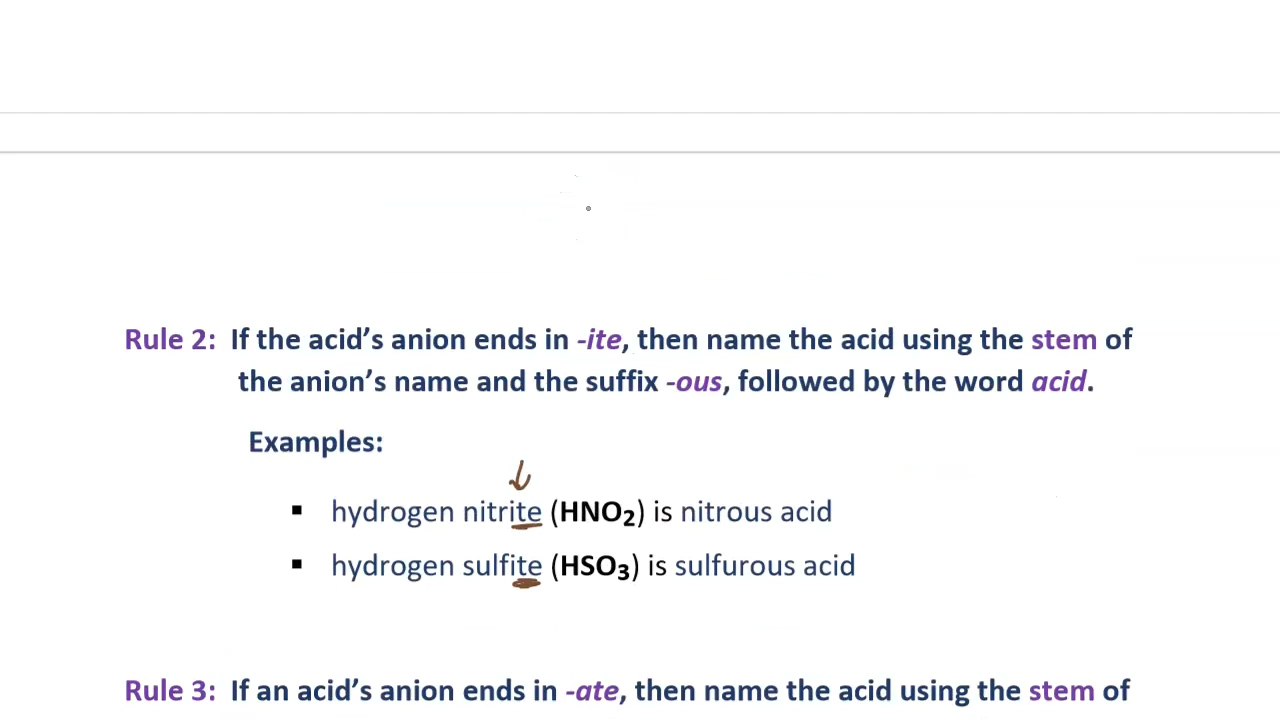 Rule 2: If the acid’s anion ends in -ite, then name the acid using the stem of
the anion’s name and the suffix -ous, followed by the word acid.
Examples:
▪ hydrogen nitrite (HNO₂) is nitrous acid
▪ hydrogen sulfite (HSO₃) is sulfurous acid
Rule 3: If an acid’s anion ends in -ate, then name the acid using the stem of